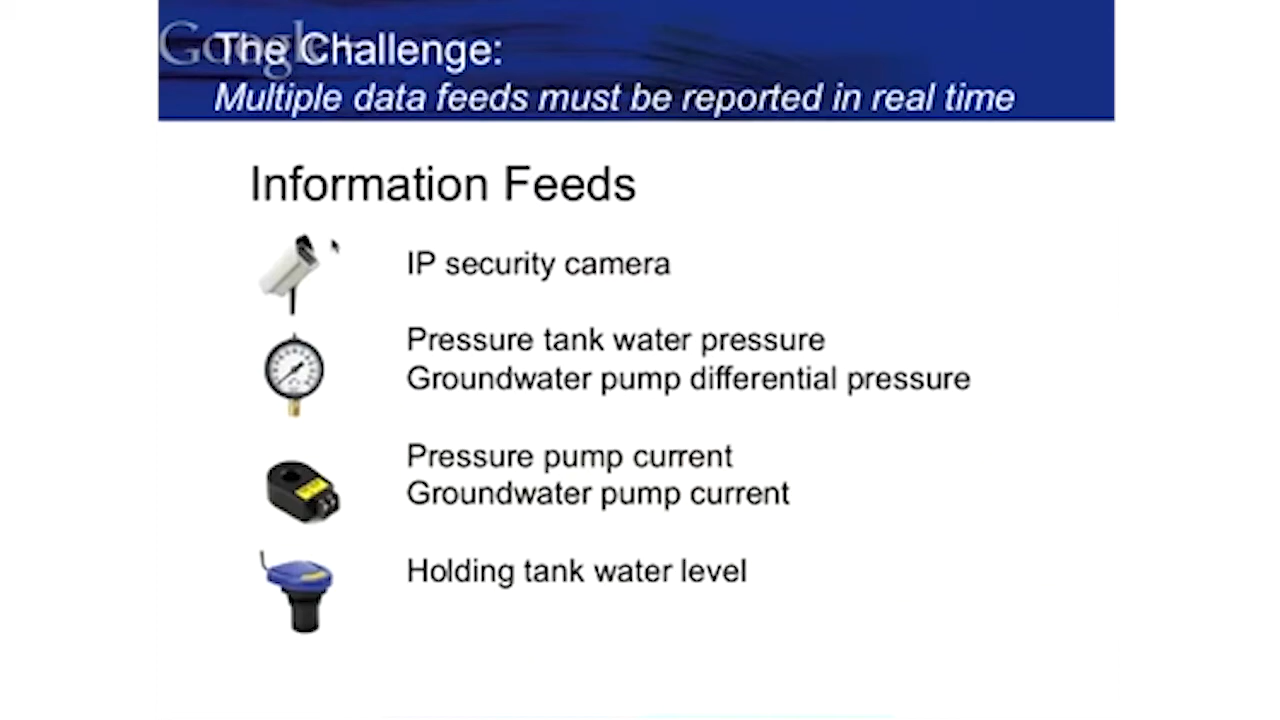 Google+
The Challenge:
Multiple data feeds must be reported in real time
Information Feeds
IP security camera
Pressure tank water pressure
Groundwater pump differential pressure
Pressure pump current
Groundwater pump current
Holding tank water level